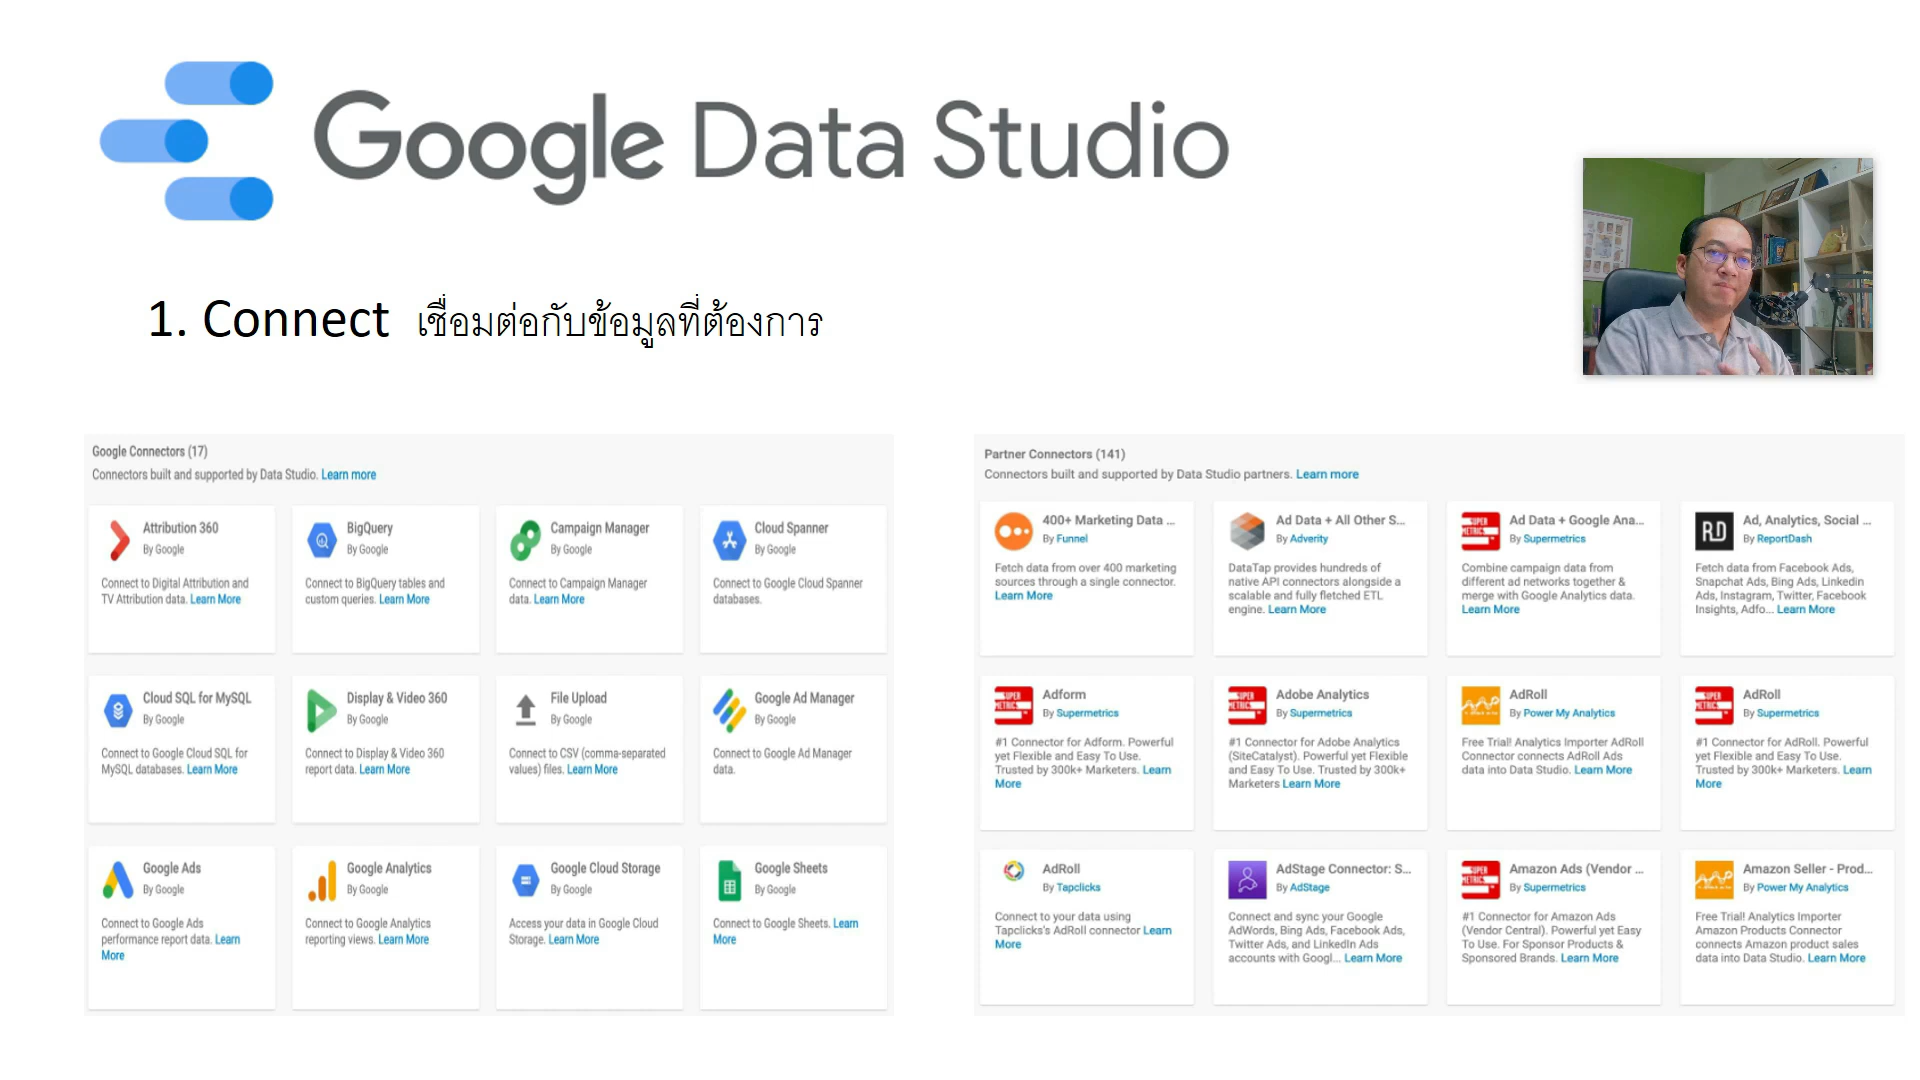 Google Data Studio
1. Connect เชื่อมต่อกับข้อมูลที่ต้องการ
Google Connectors (17)
Connectors built and supported by Data Studio. Learn more
Attribution 360
By Google
Connect to Digital Attribution and
TV Attribution data. Learn More
BigQuery
By Google
Connect to BigQuery tables and
custom queries. Learn More
Campaign Manager
By Google
Connect to Campaign Manager
data. Learn More
Cloud Spanner
By Google
Connect to Google Cloud Spanner
databases.
Cloud SQL for MySQL
By Google
Connect to Google Cloud SQL for
MySQL databases. Learn More
Display & Video 360
By Google
Connect to Display & Video 360
report data. Learn More
File Upload
By Google
Connect to CSV (comma-separated
values) files. Learn More
Google Ad Manager
By Google
Connect to Google Ad Manager
data.
Google Ads
By Google
Connect to Google Ads
performance report data. Learn
More
Google Analytics
By Google
Connect to Google Analytics
reporting views. Learn More
Google Cloud Storage
By Google
Access your data in Google Cloud
Storage. Learn More
Google Sheets
By Google
Connect to Google Sheets. Learn
More
Partner Connectors (141)
Connectors built and supported by Data Studio partners. Learn more
400+ Marketing Data ...
By Funnel
Fetch data from over 400 marketing
sources through a single connector.
Learn More
Ad Data + All Other S...
By Adverity
DataTap provides hundreds of
native API connectors alongside a
scalable and fully fletched ETL
engine. Learn More
SUPER
METRICS
Ad Data + Google Ana...
By Supermetrics
Combine campaign data from
different ad networks together &
merge with Google Analytics data.
Learn More
RD
Ad, Analytics, Social ...
By ReportDash
Fetch data from Facebook Ads,
Snapchat Ads, Bing Ads, Linkedin
Ads, Instagram, Twitter, Facebook
Insights, Adfo... Learn More
SUPER
METRICS
Adform
By Supermetrics
#1 Connector for Adform. Powerful
yet Flexible and Easy To Use.
Trusted by 300k+ Marketers. Learn
More
SUPER
METRICS
Adobe Analytics
By Supermetrics
#1 Connector for Adobe Analytics
(SiteCatalyst). Powerful yet Flexible
and Easy To Use. Trusted by 300k+
Marketers Learn More
AdRoll
By Power My Analytics
Free Trial! Analytics Importer AdRoll
Connector connects AdRoll Ads
data into Data Studio. Learn More
SUPER
METRICS
AdRoll
By Supermetrics
#1 Connector for AdRoll. Powerful
yet Flexible and Easy To Use.
Trusted by 300k+ Marketers. Learn
More
AdRoll
By Tapclicks
Connect to your data using
Tapclicks's AdRoll connector Learn
More
AdStage Connector: S...
By AdStage
Connect and sync your Google
AdWords, Bing Ads, Facebook Ads,
Twitter Ads, and LinkedIn Ads
accounts with Googl... Learn More
SUPER
METRICS
Amazon Ads (Vendor ...
By Supermetrics
#1 Connector for Amazon Ads
(Vendor Central). Powerful yet Easy
To Use. For Sponsor Products &
Sponsored Brands. Learn More
Amazon Seller - Prod...
By Power My Analytics
Free Trial! Analytics Importer
Amazon Products Connector
connects Amazon product sales
data into Data Studio. Learn More